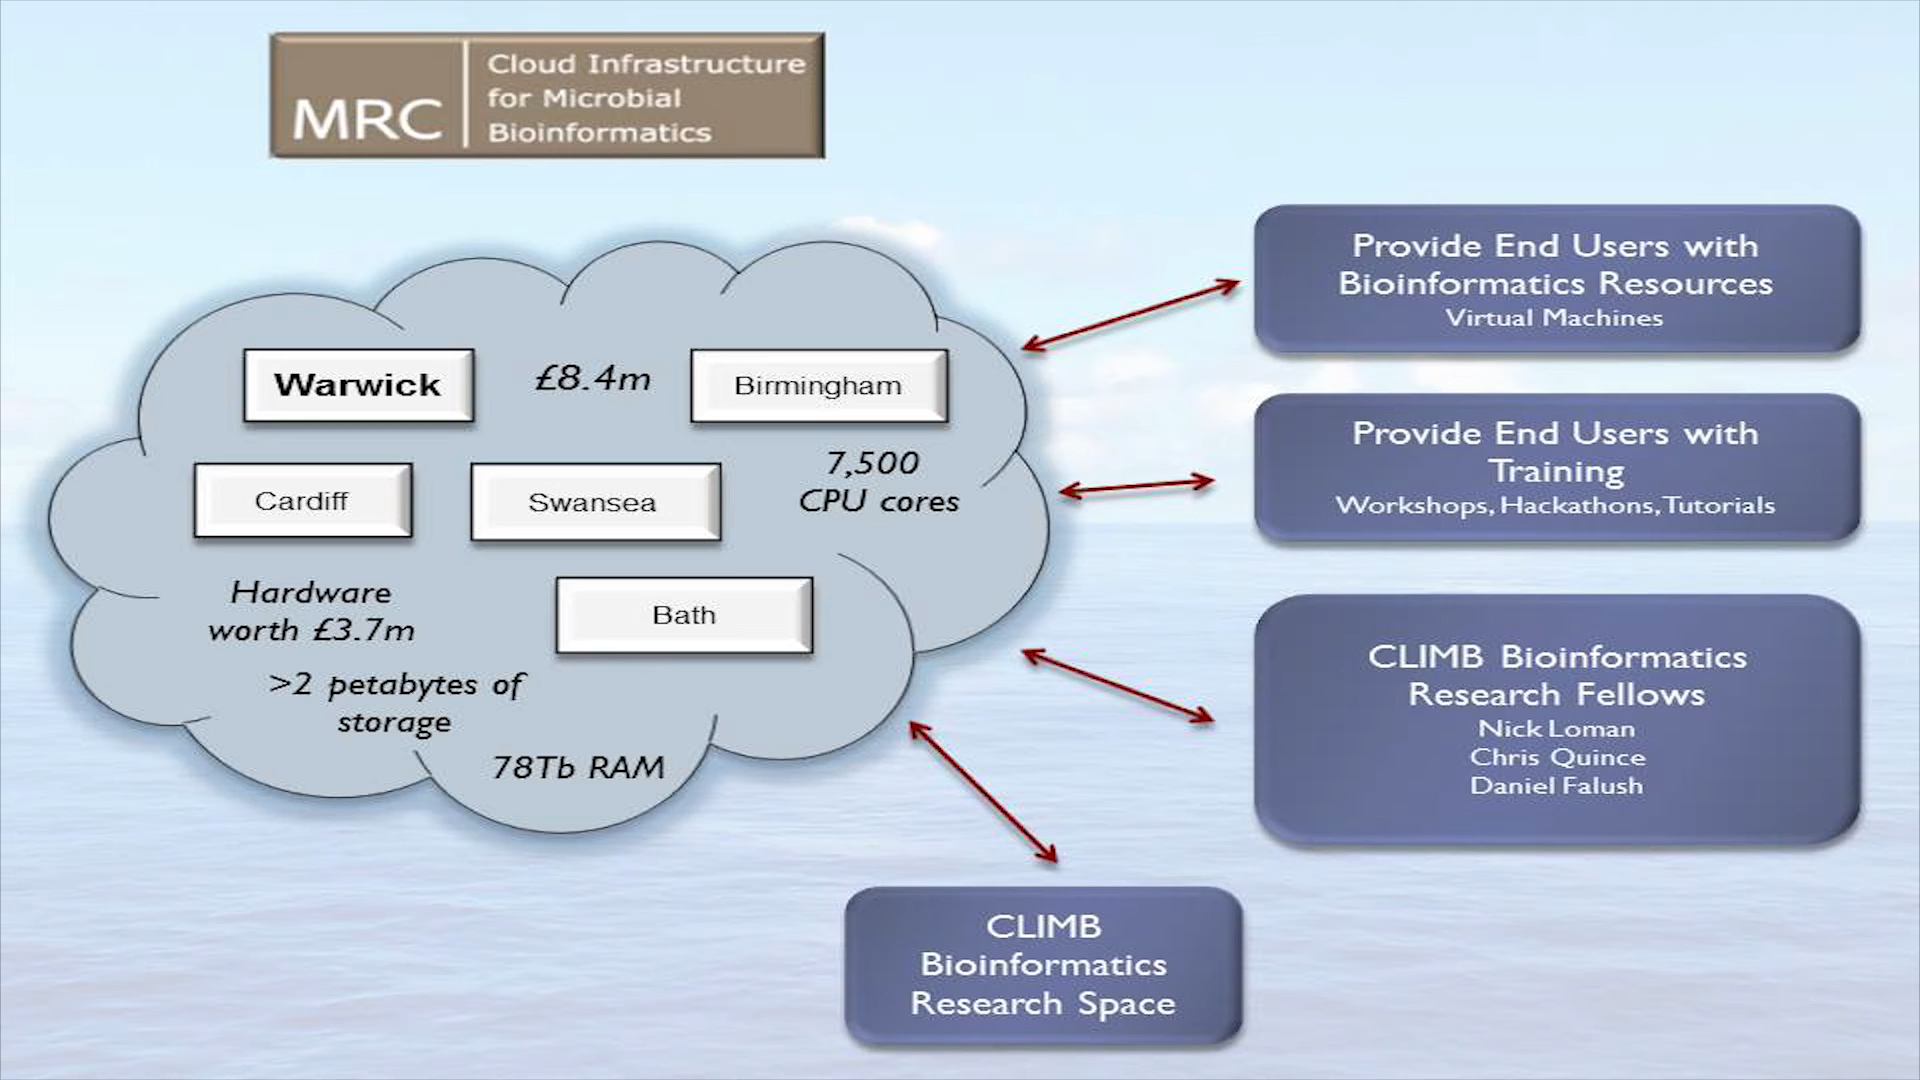 MRC
Cloud Infrastructure
for Microbial
Bioinformatics
Warwick
£8.4m
Birmingham
Cardiff
Swansea
7,500
CPU cores
Hardware
worth £3.7m
Bath
>2 petabytes of
storage
78Tb RAM
Provide End Users with
Bioinformatics Resources
Virtual Machines
Provide End Users with
Training
Workshops, Hackathons, Tutorials
CLIMB Bioinformatics
Research Fellows
Nick Loman
Chris Quince
Daniel Falush
CLIMB
Bioinformatics
Research Space